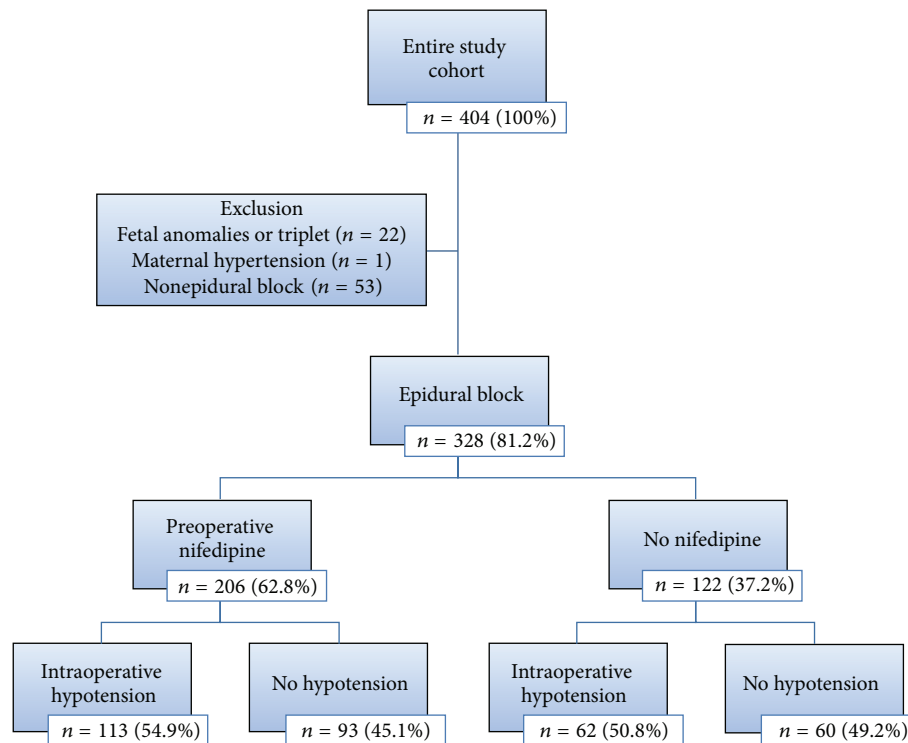 Entire study
cohort
n = 404 (100%)
Exclusion
Fetal anomalies or triplet (n = 22)
Maternal hypertension (n = 1)
Nonepidural block (n = 53)
Epidural block
n = 328 (81.2%)
Preoperative
nifedipine
n = 206 (62.8%)
No nifedipine
n = 122 (37.2%)
Intraoperative
hypotension
n = 113 (54.9%)
No hypotension
n = 93 (45.1%)
Intraoperative
hypotension
n = 62 (50.8%)
No hypotension
n = 60 (49.2%)